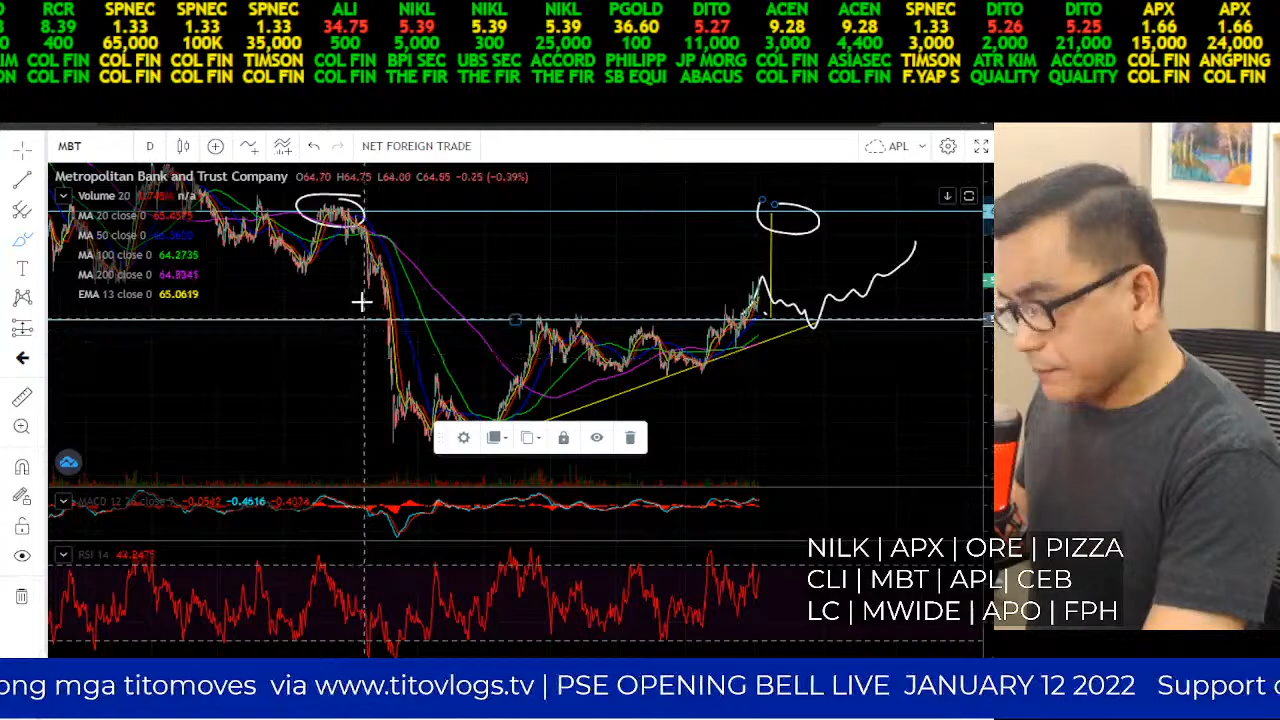 RCR SPNEC SPNEC SPNEC ALI NIKL NIKL NIKL PGOLD DITO ACEN ACEN SPNEC DITO DITO APX APX
8.39 1.33 1.33 1.33 34.75 5.39 5.39 5.39 36.60 5.27 9.28 9.28 1.33 5.26 5.25 1.66 1.66
400 65,000 100K 35,000 500 5,000 300 25,000 100 11,000 3,000 4,400 3,000 2,000 21,000 15,000 24,000
COL FIN COL FIN COL FIN TIMSON COL FIN BPI SEC UBS SEC ACCORD PHILIPP JP MORG COL FIN ASIASEC TIMSON ATR KIM ACCORD COL FIN ANGPING
COL FIN COL FIN COL FIN COL FIN COL FIN THE FIR THE FIR THE FIR SB EQUI ABACUS COL FIN COL FIN F.YAP S QUALITY QUALITY COL FIN COL FIN
MBT D NET FOREIGN TRADE APL
Metropolitan Bank and Trust Company O64.70 H64.75 L64.00 C64.55 -0.25 (-0.39%)
Volume 20 n/a
MA 20 close 0
MA 50 close 0
MA 100 close 0 64.2735
MA 200 close 0
EMA 13 close 0 65.0619
MACD 12 26 close 9 -0.0542 -0.4616
RSI 14
NILK | APX | ORE | PIZZA
CLI | MBT | APL| CEB
LC | MWIDE | APO | FPH
ong mga titomoves via www.titovlogs.tv | PSE OPENING BELL LIVE JANUARY 12 2022 Support